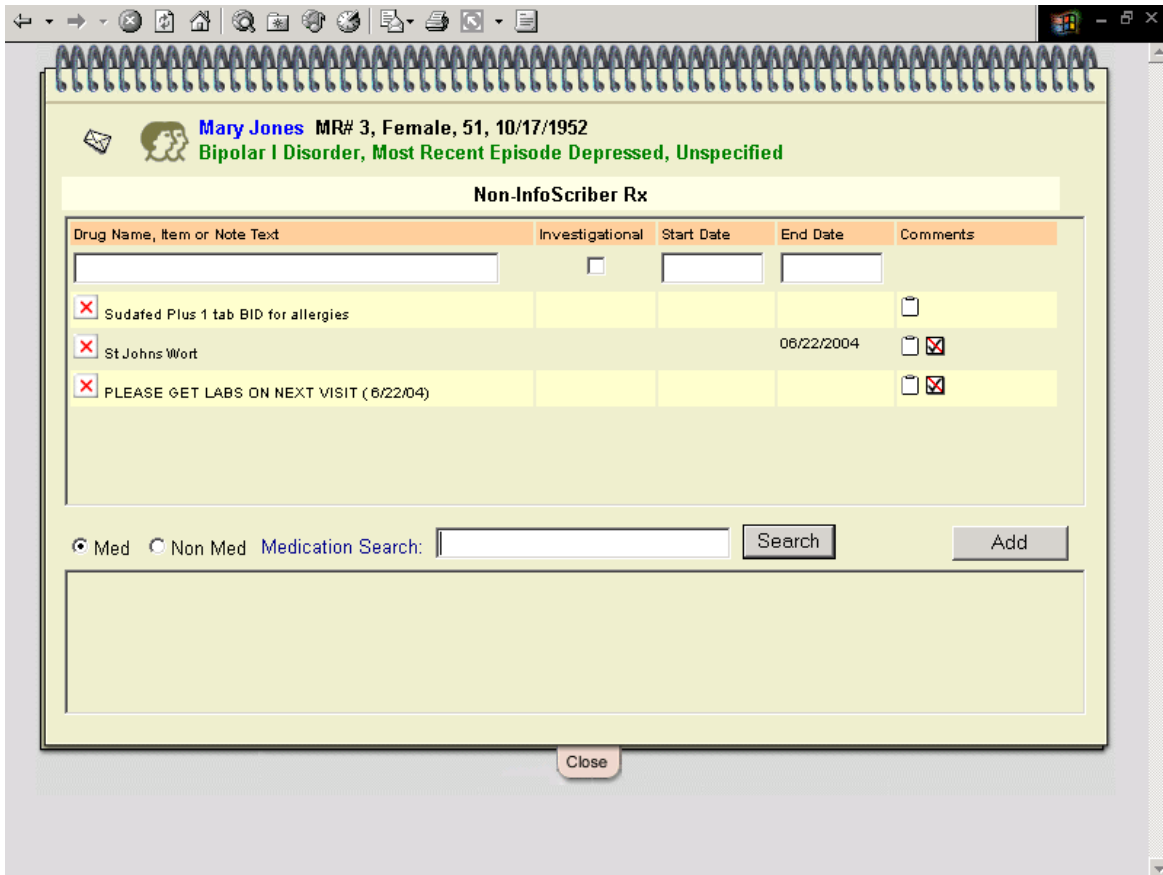 Mary Jones MR# 3, Female, 51, 10/17/1952
Bipolar I Disorder, Most Recent Episode Depressed, Unspecified
Non-InfoScriber Rx
Drug Name, Item or Note Text Investigational Start Date End Date Comments
Sudafed Plus 1 tab BID for allergies
St Johns Wort 06/22/2004
PLEASE GET LABS ON NEXT VISIT ( 6/22/04)
Med Non Med Medication Search: Search Add
Close